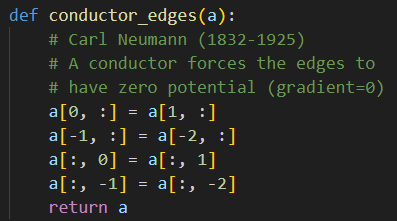 def conductor_edges(a):
    # Carl Neumann (1832-1925)
    # A conductor forces the edges to
    # have zero potential (gradient=0)
    a[0, :] = a[1, :]
    a[-1, :] = a[-2, :]
    a[:, 0] = a[:, 1]
    a[:, -1] = a[:, -2]
    return a